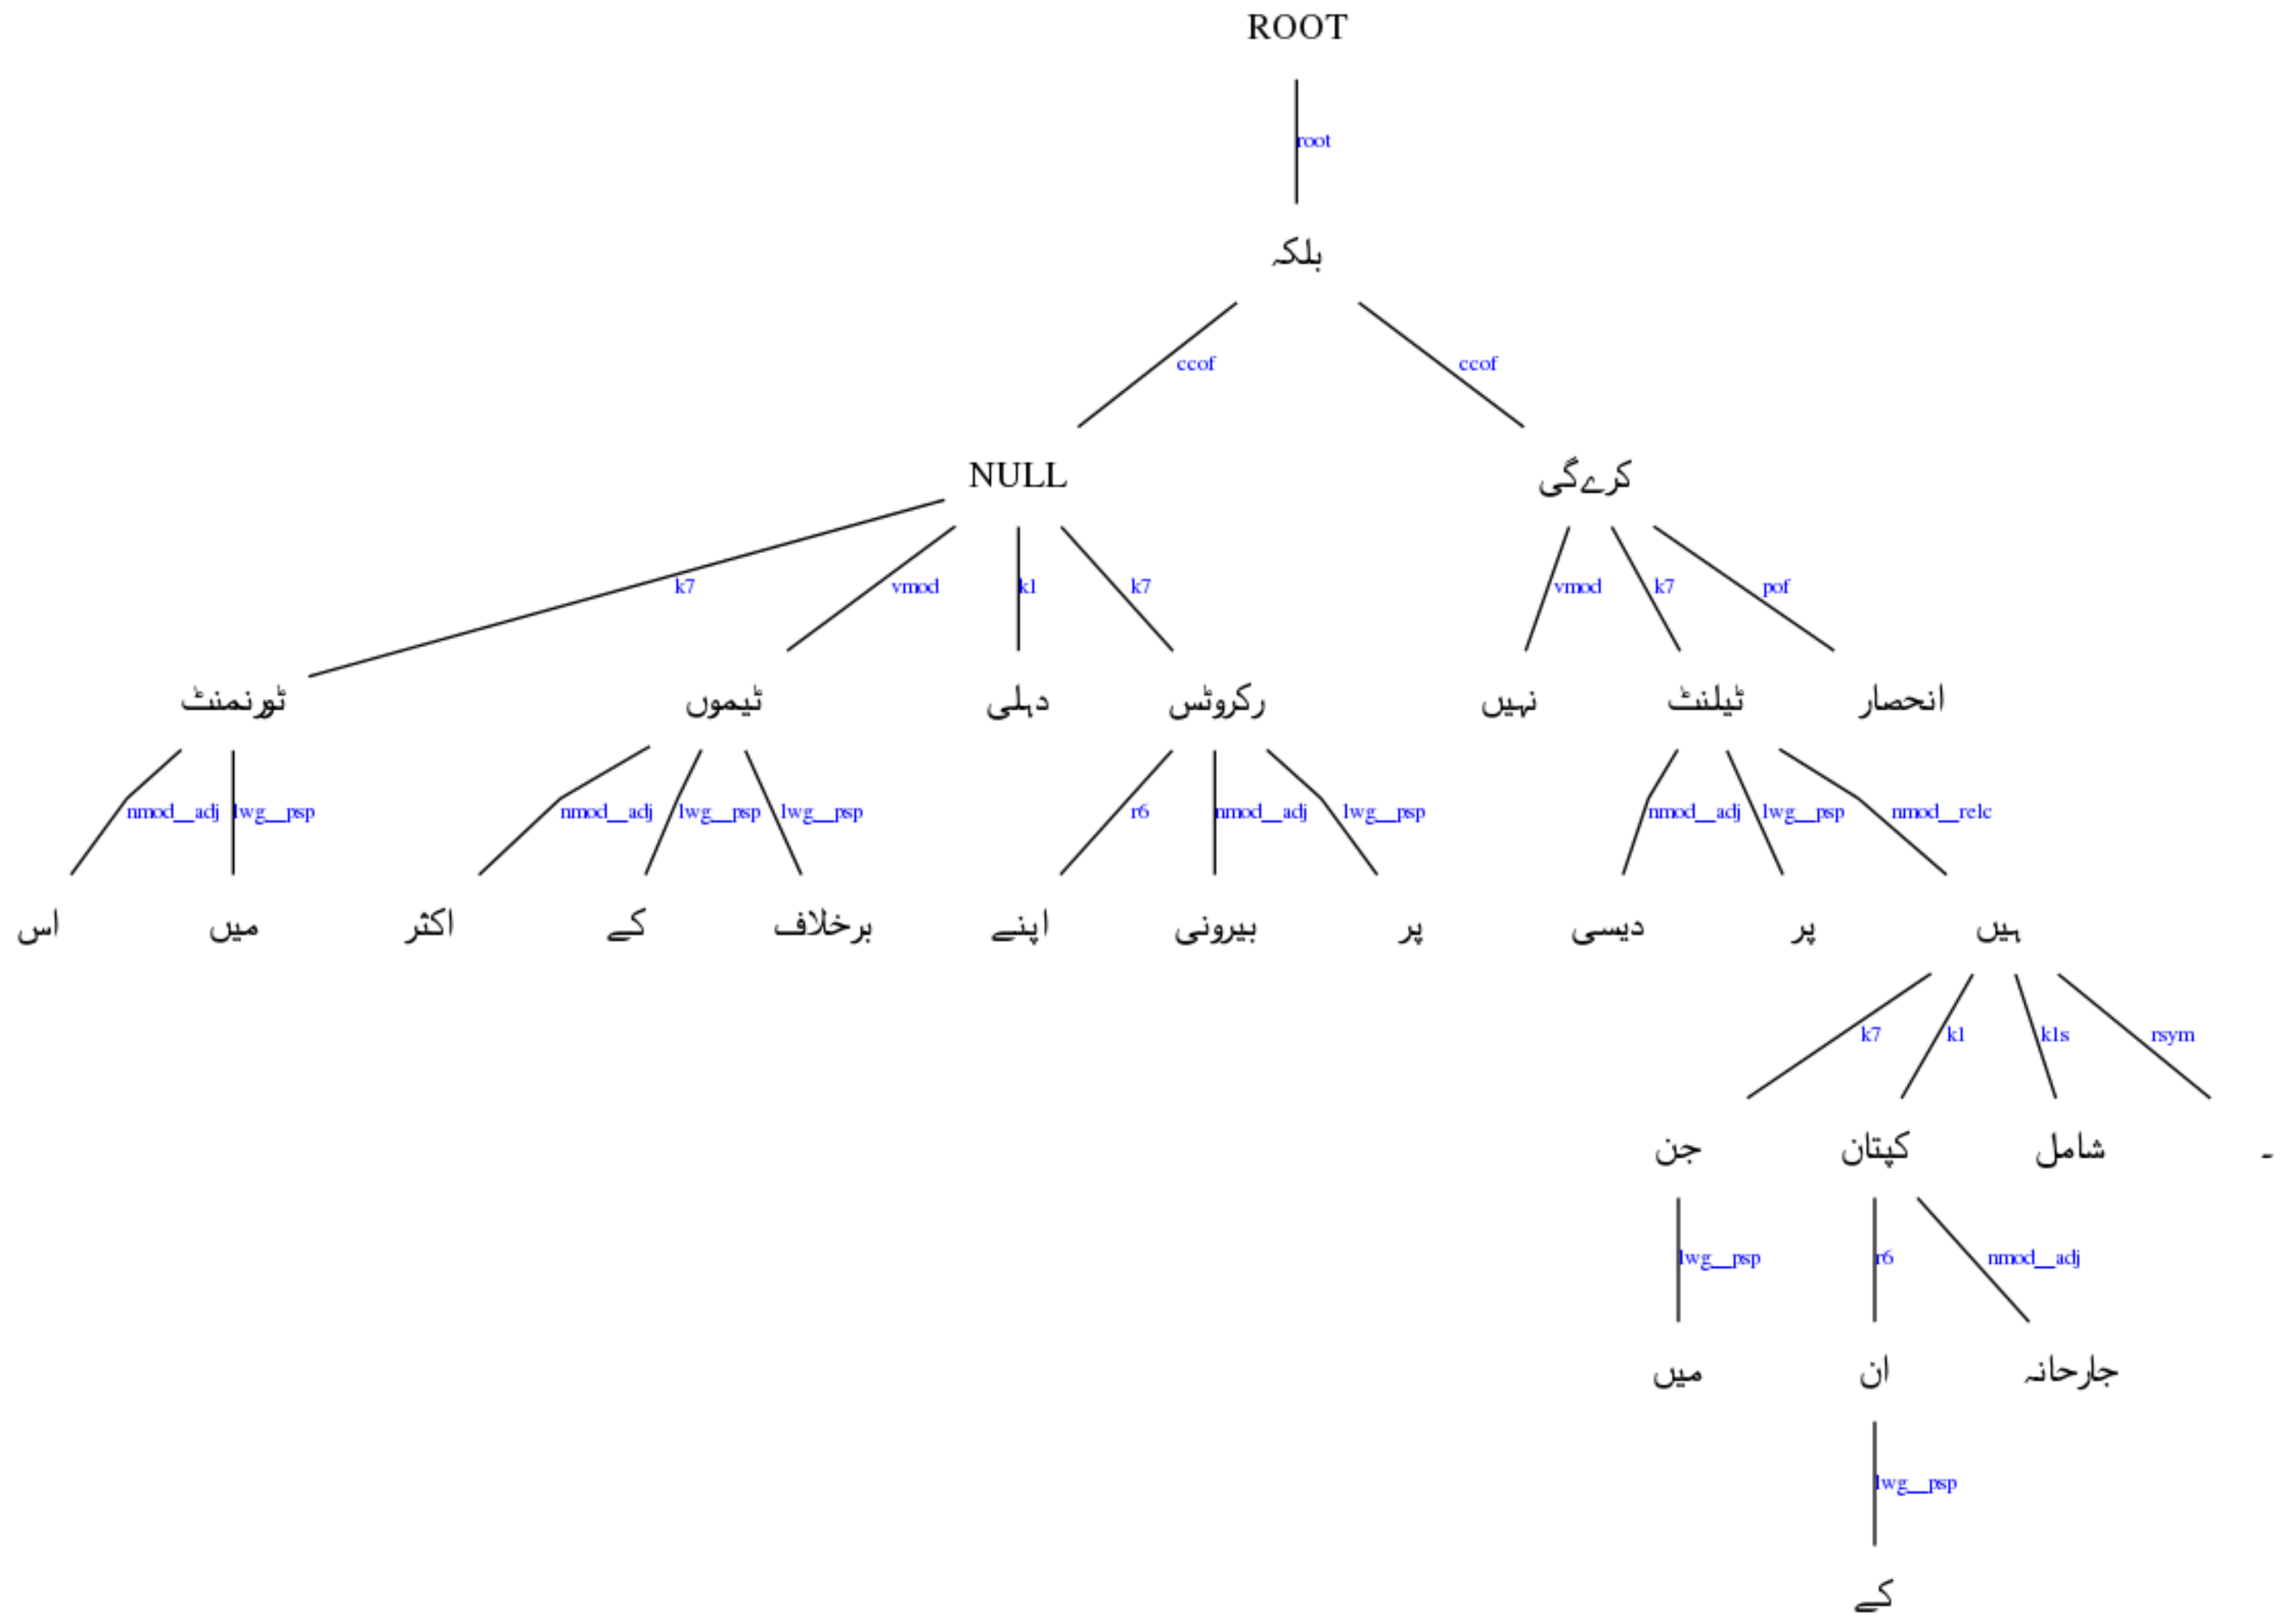 ROOT
root
بلکہ
ccof ccof
NULL کرےگی
k7 vmod k1 k7 vmod k7 pof
ٹورنمنٹ ٹیموں دہلی رکروٹس نہیں ٹیلنٹ انحصار
nmod__adj lwg__psp nmod__adj lwg__psp lwg__psp r6 nmod__adj lwg__psp nmod__adj lwg__psp nmod__relc
اس میں اکثر کے برخلاف اپنے بیرونی پر دیسی پر ہیں
k7 k1 k1s rsym
جن کپتان شامل ۔
lwg__psp r6 nmod__adj
میں ان جارحانہ
lwg__psp
کے